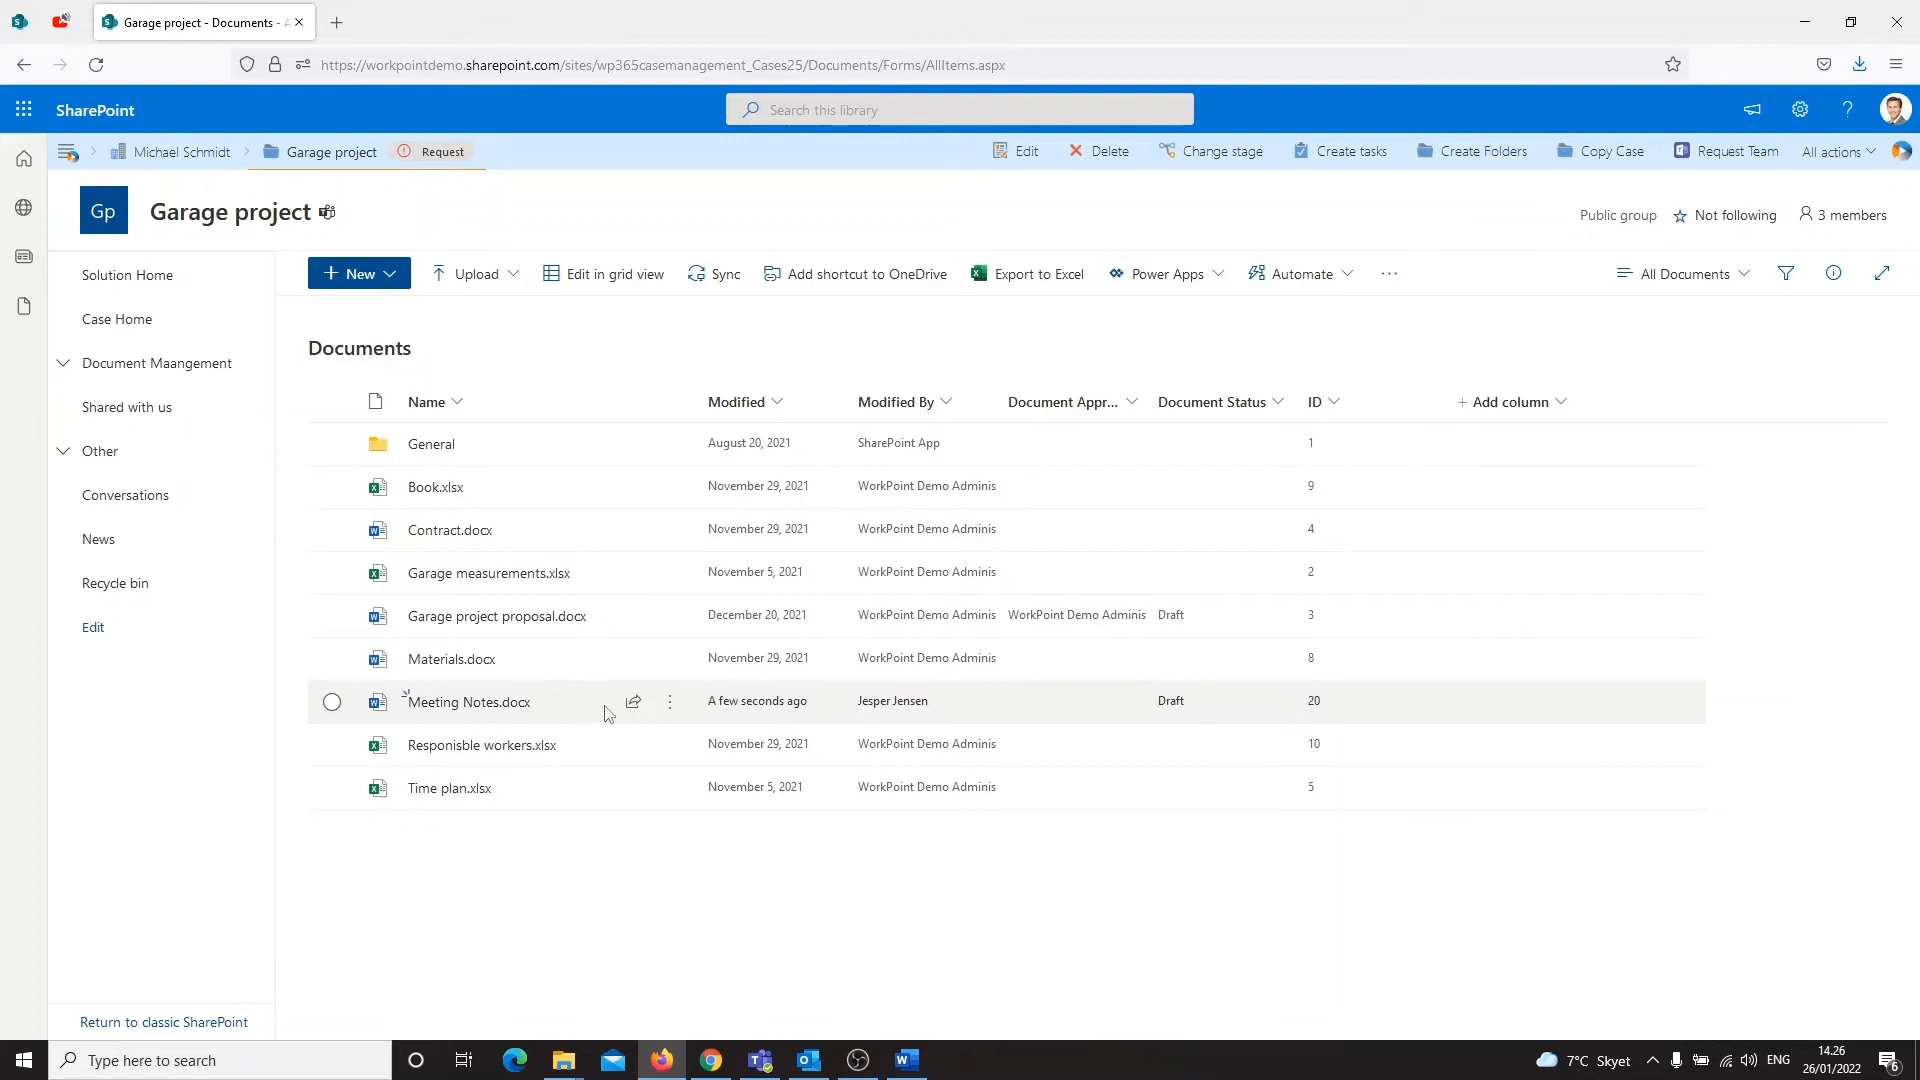 Garage project - Documents - A
https://workpointdemo.sharepoint.com/sites/wp365casemanagement_Cases25/Documents/Forms/AllItems.aspx
SharePoint
Search this library
Michael Schmidt
Garage project
Request
Edit
Delete
Change stage
Create tasks
Create Folders
Copy Case
Request Team
All actions
Gp
Garage project
Public group
Not following
3 members
Solution Home
Case Home
Document Maangement
Shared with us
Other
Conversations
News
Recycle bin
Edit
Return to classic SharePoint
New
Upload
Edit in grid view
Sync
Add shortcut to OneDrive
Export to Excel
Power Apps
Automate
All Documents
Documents
Name Modified Modified By Document Appr... Document Status ID + Add column
General August 20, 2021 SharePoint App 1
Book.xlsx November 29, 2021 WorkPoint Demo Adminis 9
Contract.docx November 29, 2021 WorkPoint Demo Adminis 4
Garage measurements.xlsx November 5, 2021 WorkPoint Demo Adminis 2
Garage project proposal.docx December 20, 2021 WorkPoint Demo Adminis WorkPoint Demo Adminis Draft 3
Materials.docx November 29, 2021 WorkPoint Demo Adminis 8
Meeting Notes.docx A few seconds ago Jesper Jensen Draft 20
Responisble workers.xlsx November 29, 2021 WorkPoint Demo Adminis 10
Time plan.xlsx November 5, 2021 WorkPoint Demo Adminis 5
Type here to search
7°C Skyet
ENG
14.26
26/01/2022
6